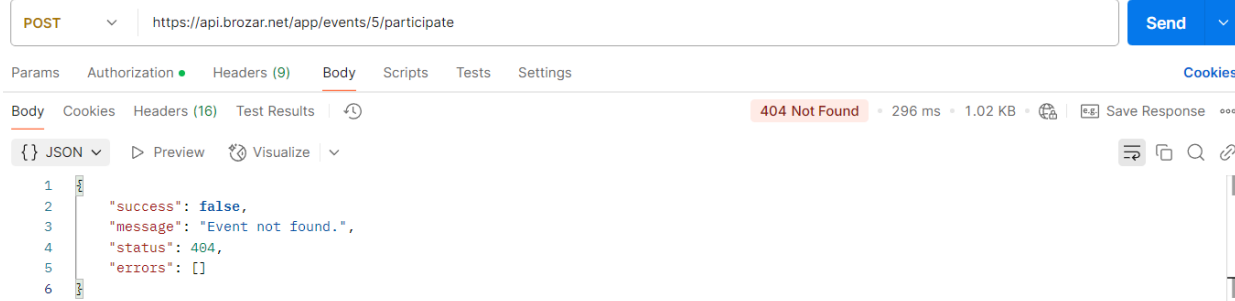 POST https://api.brozar.net/app/events/5/participate Send
Params Authorization Headers (9) Body Scripts Tests Settings Cookies
Body Cookies Headers (16) Test Results 404 Not Found 296 ms 1.02 KB e.g. Save Response
{} JSON Preview Visualize
1 {
2 "success": false,
3 "message": "Event not found.",
4 "status": 404,
5 "errors": []
6 }